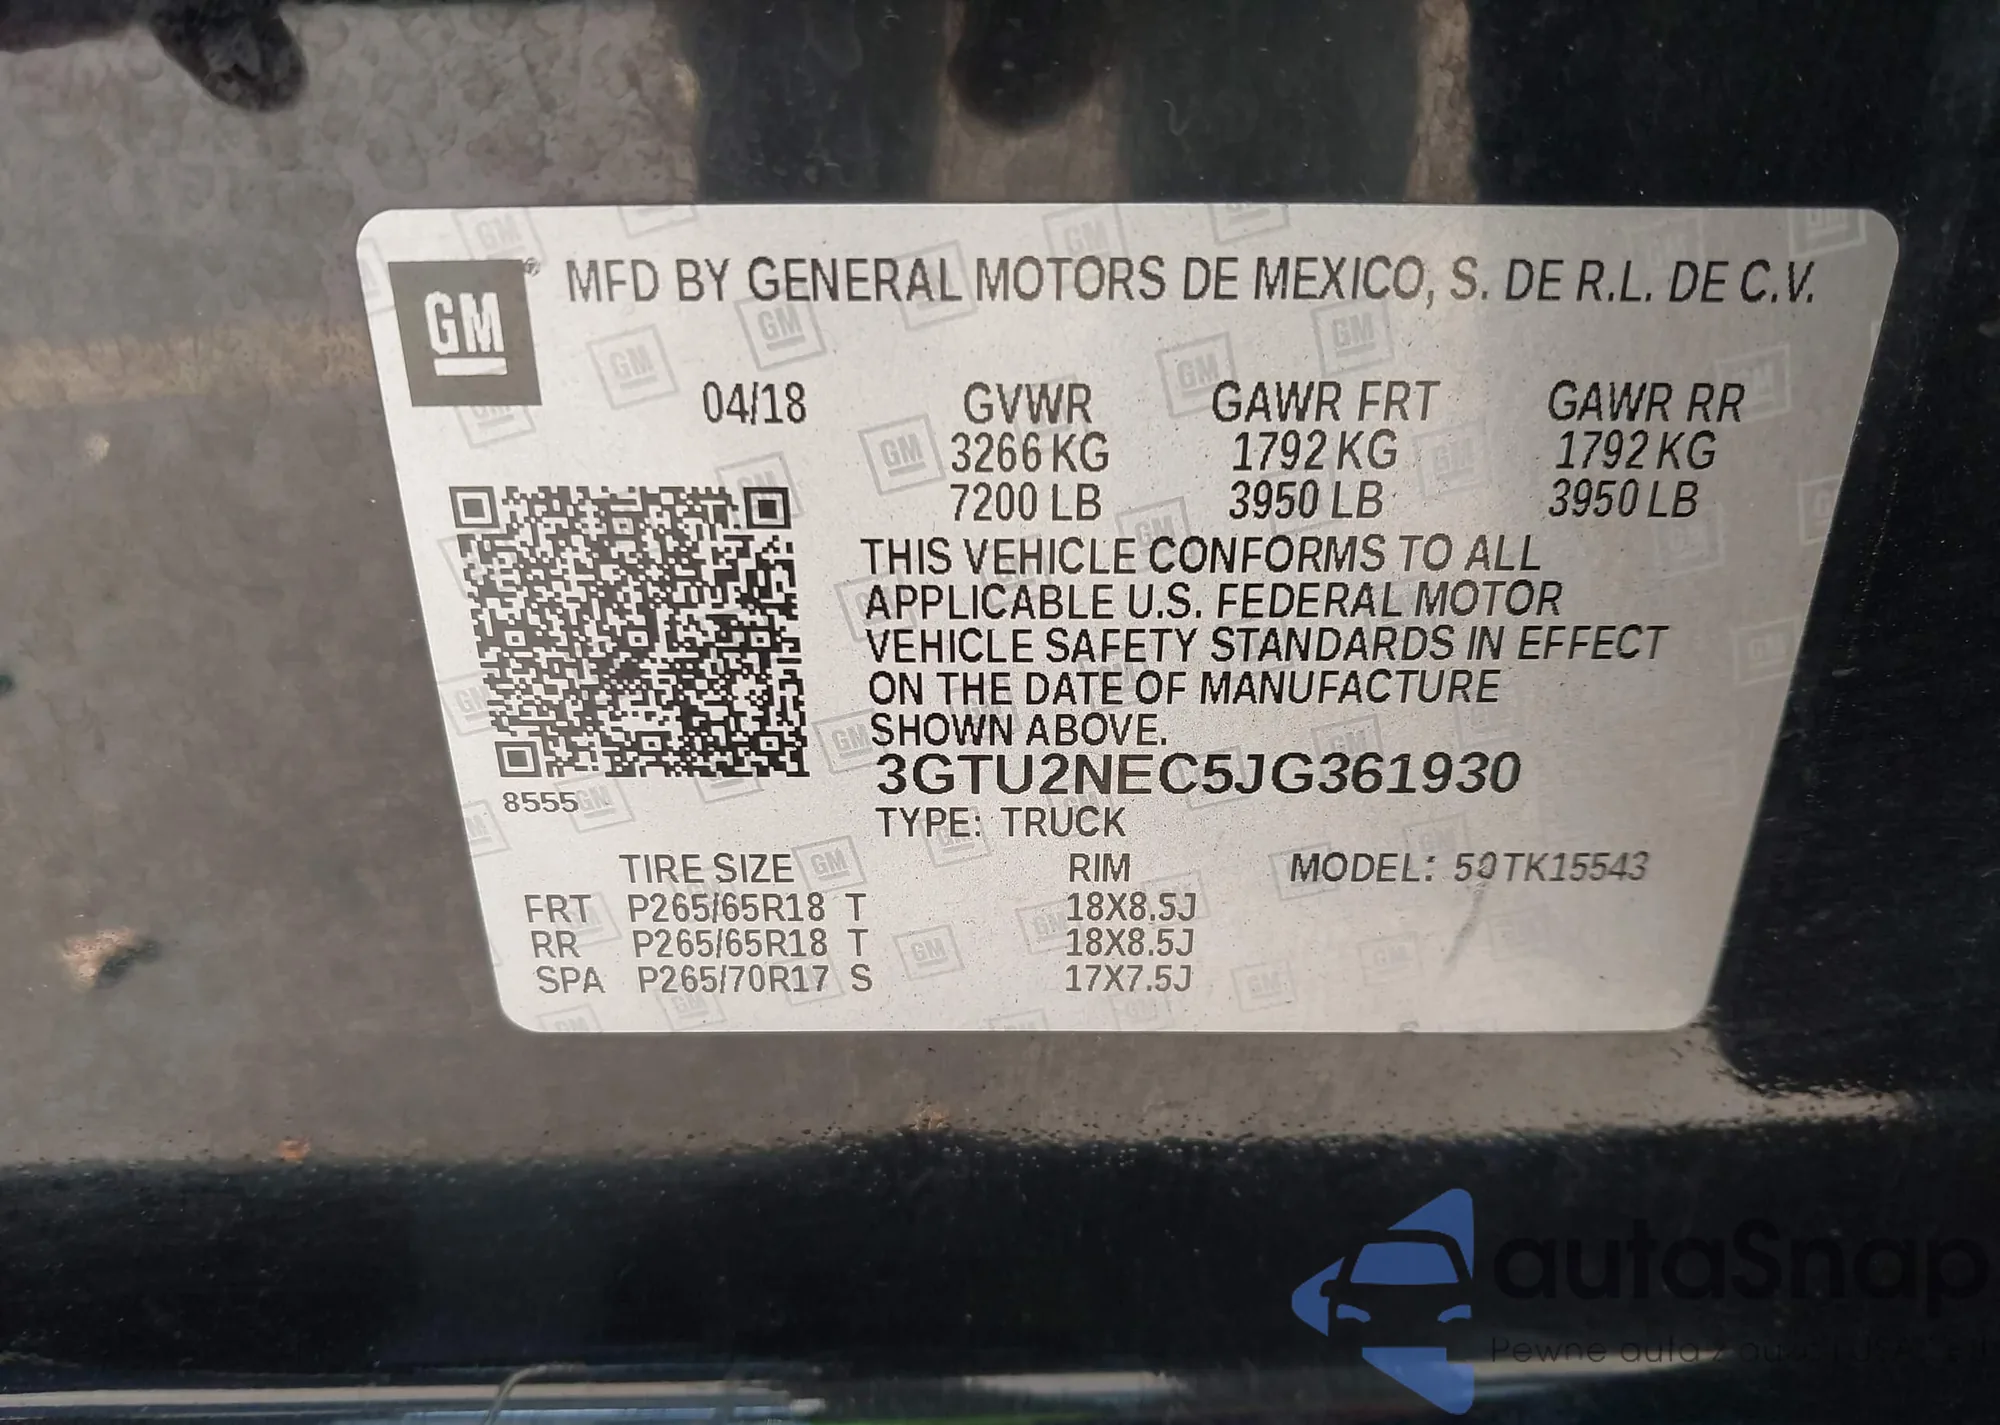 GM
® MFD BY GENERAL MOTORS DE MEXICO, S. DE R.L. DE C.V.
04/18 GVWR GAWR FRT GAWR RR
3266 KG 1792 KG 1792 KG
7200 LB 3950 LB 3950 LB
THIS VEHICLE CONFORMS TO ALL
APPLICABLE U.S. FEDERAL MOTOR
VEHICLE SAFETY STANDARDS IN EFFECT
ON THE DATE OF MANUFACTURE
SHOWN ABOVE.
3GTU2NEC5JG361930
8555
TYPE: TRUCK
TIRE SIZE RIM MODEL: TK15543
FRT P265/65R18 T 18X8.5J
RR P265/65R18 T 18X8.5J
SPA P265/70R17 S 17X7.5J
autaSnap
Pewne auta z